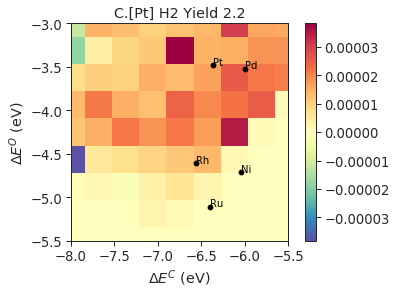 C.[Pt] H2 Yield 2.2
−3.0
−3.5
−4.0
−4.5
−5.0
−5.5
ΔE^O (eV)
Pt
Pd
Rh
Ir
Ru
−8.0 −7.5 −7.0 −6.5 −6.0 −5.5
ΔE^C (eV)
0.00003
0.00002
0.00001
0.00000
−0.00001
−0.00002
−0.00003